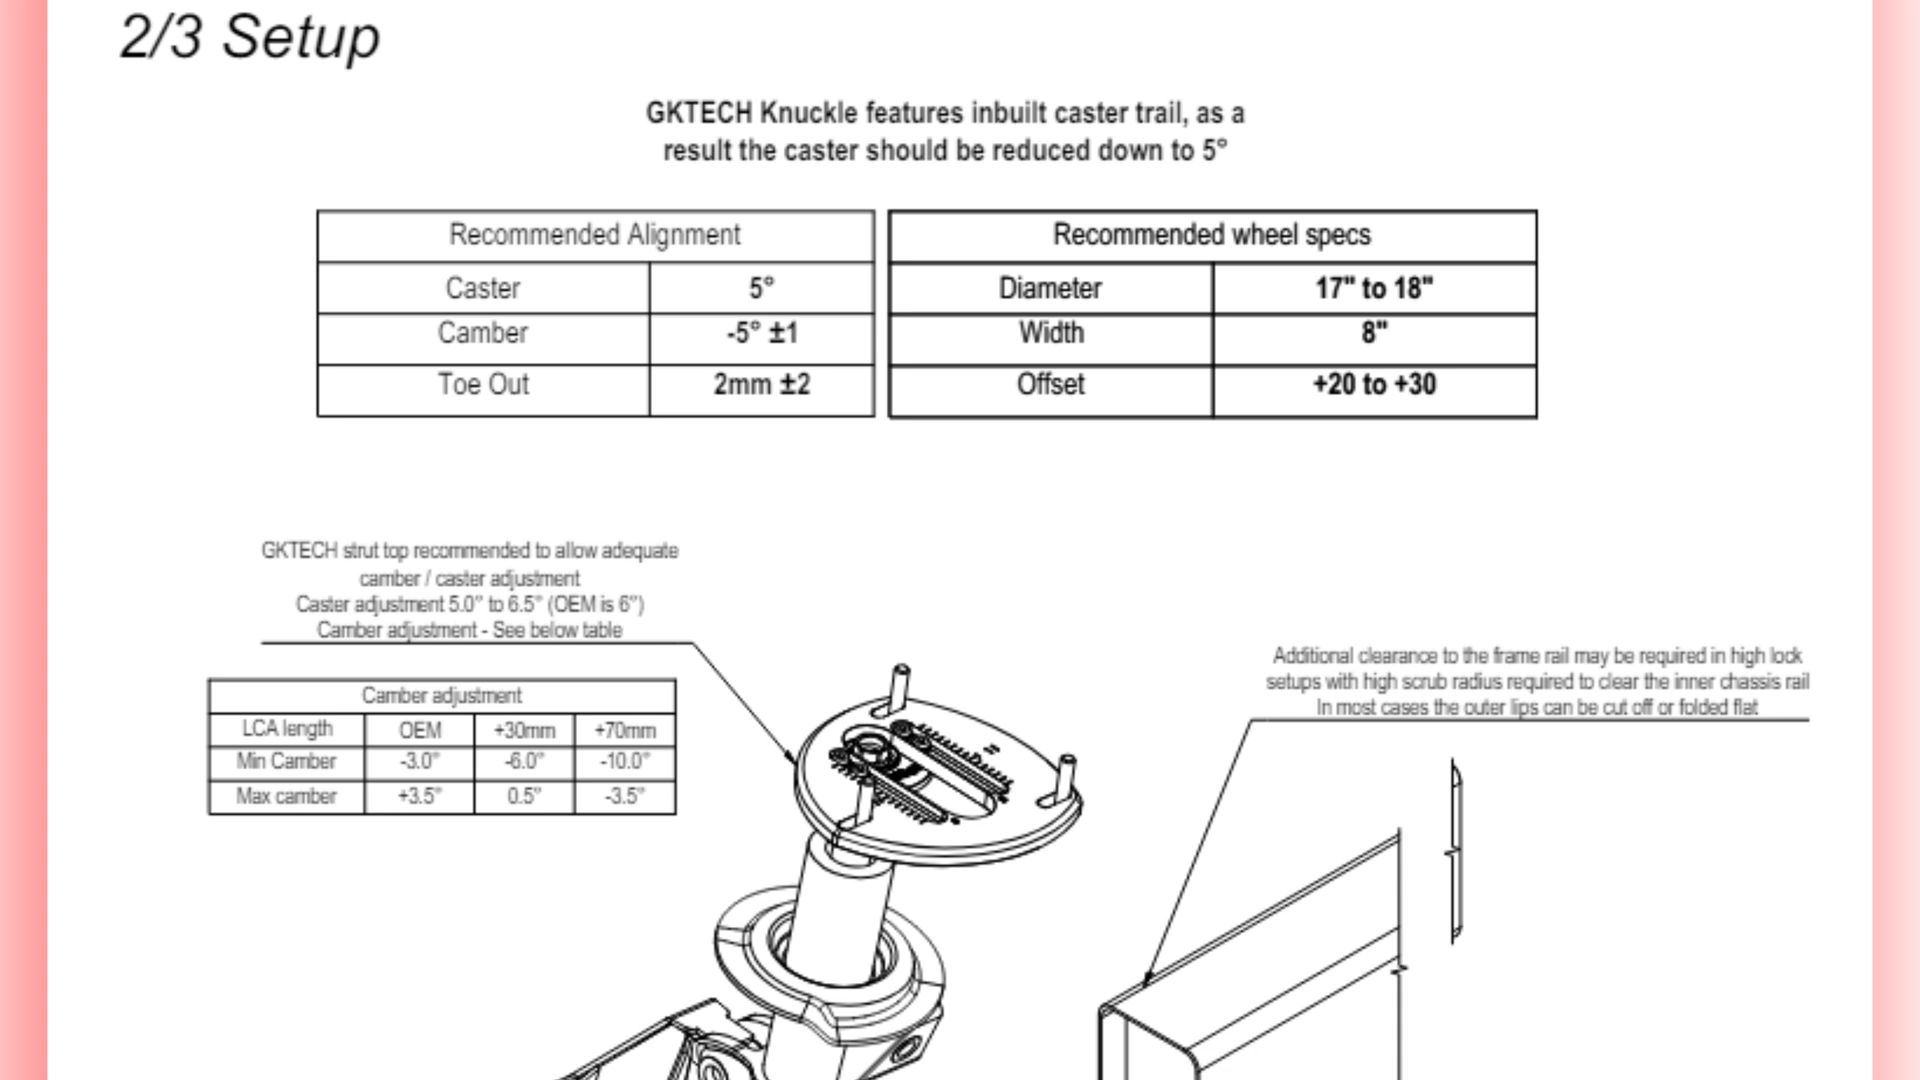 2/3 Setup
GKTECH Knuckle features inbuilt caster trail, as a
result the caster should be reduced down to 5°
Recommended Alignment
Caster 5°
Camber -5° ±1
Toe Out 2mm ±2
Recommended wheel specs
Diameter 17" to 18"
Width 8"
Offset +20 to +30
GKTECH strut top recommended to allow adequate
camber / caster adjustment
Caster adjustment 5.0° to 6.5° (OEM is 6°)
Camber adjustment - See below table
Camber adjustment
LCA length OEM +30mm +70mm
Min Camber -3.0° -6.0° -10.0°
Max camber +3.5° 0.5° -3.5°
Additional clearance to the frame rail may be required in high lock
setups with high scrub radius required to clear the inner chassis rail
In most cases the outer lips can be cut off or folded flat